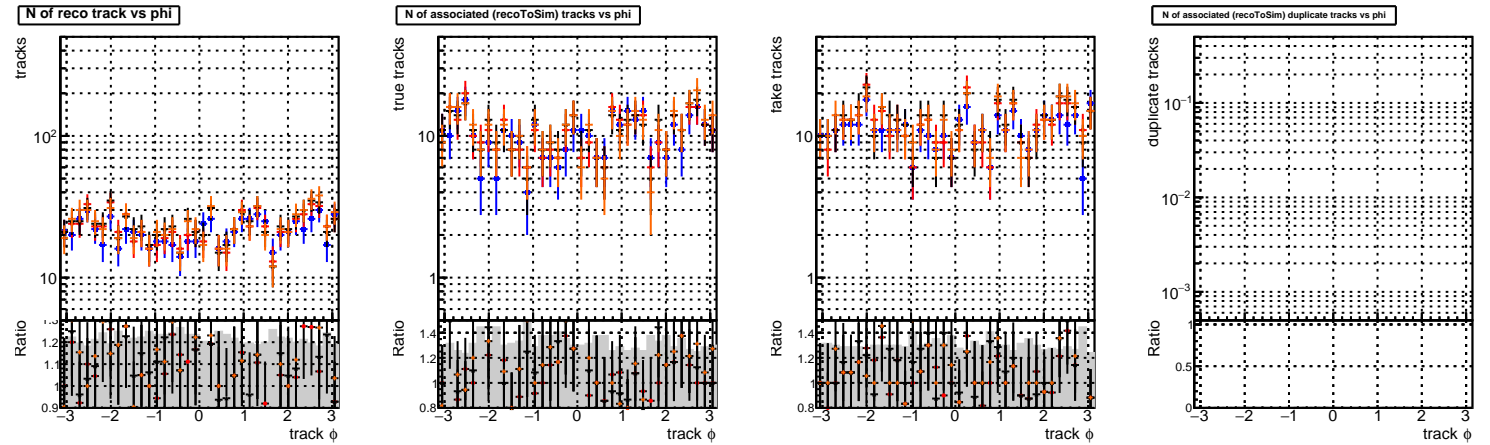 N of reco track vs phi
tracks
10²
10
Ratio
1.3
1.2
1.1
1
0.9
−3 −2 −1 0 1 2 3
track ϕ
N of associated (recoToSim) tracks vs phi
true tracks
10
1
Ratio
1.4
1.2
1
0.8
−3 −2 −1 0 1 2 3
track ϕ
fake tracks
10
1
Ratio
1.4
1.2
1
0.8
−3 −2 −1 0 1 2 3
track ϕ
N of associated (recoToSim) duplicate tracks vs phi
duplicate tracks
10⁻¹
10⁻²
10⁻³
Ratio
1
0.5
0
−3 −2 −1 0 1 2 3
track ϕ